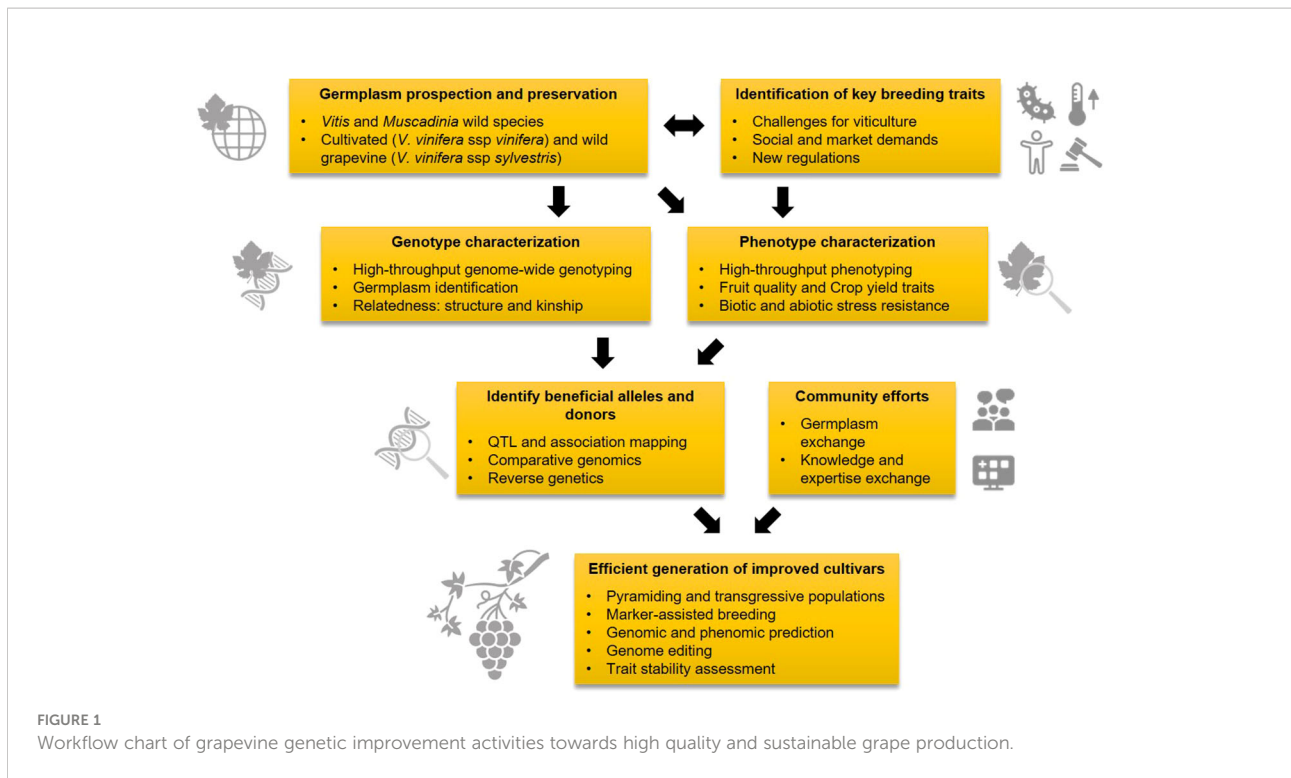 Germplasm prospection and preservation
• Vitis and Muscadinia wild species
• Cultivated (V. vinifera ssp vinifera) and wild
grapevine (V. vinifera ssp sylvestris)
Identification of key breeding traits
• Challenges for viticulture
• Social and market demands
• New regulations
Genotype characterization
• High-throughput genome-wide genotyping
• Germplasm identification
• Relatedness: structure and kinship
Phenotype characterization
• High-throughput phenotyping
• Fruit quality and Crop yield traits
• Biotic and abiotic stress resistance
Identify beneficial alleles and
donors
• QTL and association mapping
• Comparative genomics
• Reverse genetics
Community efforts
• Germplasm
exchange
• Knowledge and
expertise exchange
Efficient generation of improved cultivars
• Pyramiding and transgressive populations
• Marker-assisted breeding
• Genomic and phenomic prediction
• Genome editing
• Trait stability assessment
FIGURE 1
Workflow chart of grapevine genetic improvement activities towards high quality and sustainable grape production.